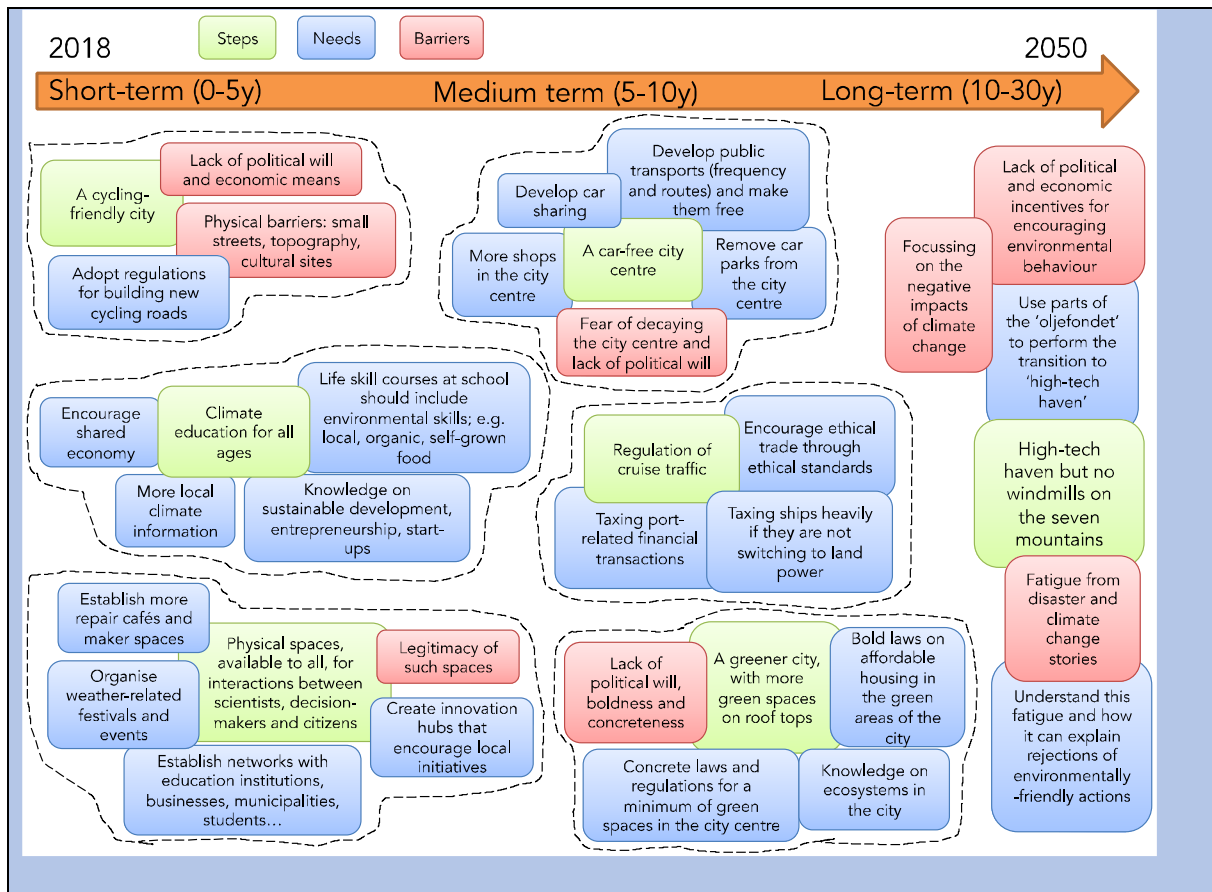 2018
Steps
Needs
Barriers
2050
Short-term (0-5y)
Medium term (5-10y)
Long-term (10-30y)
A cycling-
friendly city
Lack of political will
and economic means
Physical barriers: small
streets, topography,
cultural sites
Adopt regulations
for building new
cycling roads
Encourage
shared
economy
Climate
education for all
ages
Life skill courses at school
should include
environmental skills; e.g.
local, organic, self-grown
food
More local
climate
information
Knowledge on
sustainable development,
entrepreneurship, start-
ups
Establish more
repair cafés and
maker spaces
Physical spaces,
available to all, for
interactions between
scientists, decision-
makers and citizens
Legitimacy of
such spaces
Organise
weather-related
festivals and
events
Create innovation
hubs that
encourage local
initiatives
Establish networks with
education institutions,
businesses, municipalities,
students…
Develop public
transports (frequency
and routes) and make
them free
Develop car
sharing
More shops
in the city
centre
A car-free city
centre
Remove car
parks from
the city
centre
Fear of decaying
the city centre and
lack of political will
Regulation of
cruise traffic
Encourage ethical
trade through
ethical standards
Taxing port-
related financial
transactions
Taxing ships heavily
if they are not
switching to land
power
Lack of
political will,
boldness and
concreteness
A greener city,
with more
green spaces
on roof tops
Bold laws on
affordable
housing in
the green
areas of the
city
Concrete laws and
regulations for a
minimum of green
spaces in the city centre
Knowledge on
ecosystems in
the city
Lack of political
and economic
incentives for
encouraging
environmental
behaviour
Focussing
on the
negative
impacts
of climate
change
Use parts of
the ‘oljefondet’
to perform the
transition to
‘high-tech
haven’
High-tech
haven but no
windmills on
the seven
mountains
Fatigue from
disaster and
climate
change
stories
Understand this
fatigue and how
it can explain
rejections of
environmentally
-friendly actions